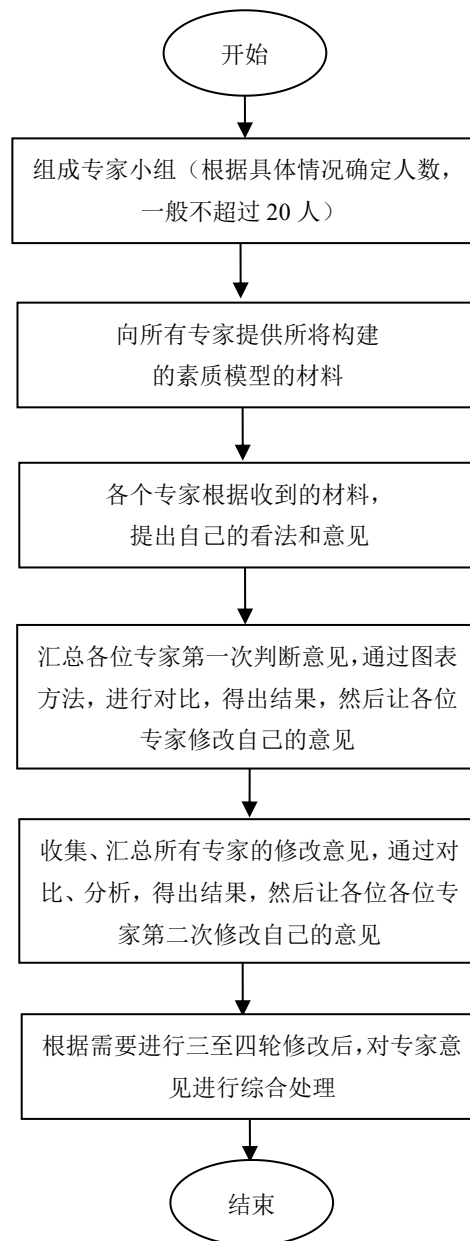 开始
组成专家小组（根据具体情况确定人数，
一般不超过 20 人）
向所有专家提供所将构建
的素质模型的材料
各个专家根据收到的材料，
提出自己的看法和意见
汇总各位专家第一次判断意见，通过图表
方法，进行对比，得出结果，然后让各位
专家修改自己的意见
收集、汇总所有专家的修改意见，通过对
比、分析，得出结果，然后让各位各位专
家第二次修改自己的意见
根据需要进行三至四轮修改后，对专家意
见进行综合处理
结束